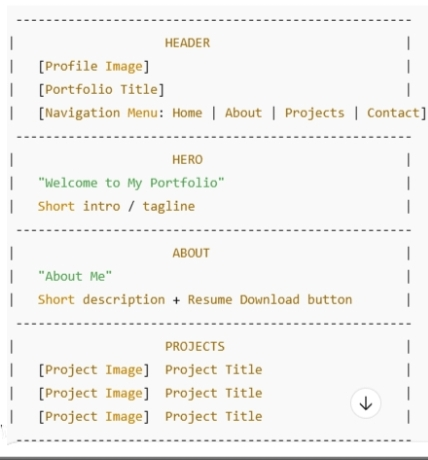 HEADER
[Profile Image]
[Portfolio Title]
[Navigation Menu: Home | About | Projects | Contact]
HERO
"Welcome to My Portfolio"
Short intro / tagline
ABOUT
"About Me"
Short description + Resume Download button
PROJECTS
[Project Image] Project Title
[Project Image] Project Title
[Project Image] Project Title